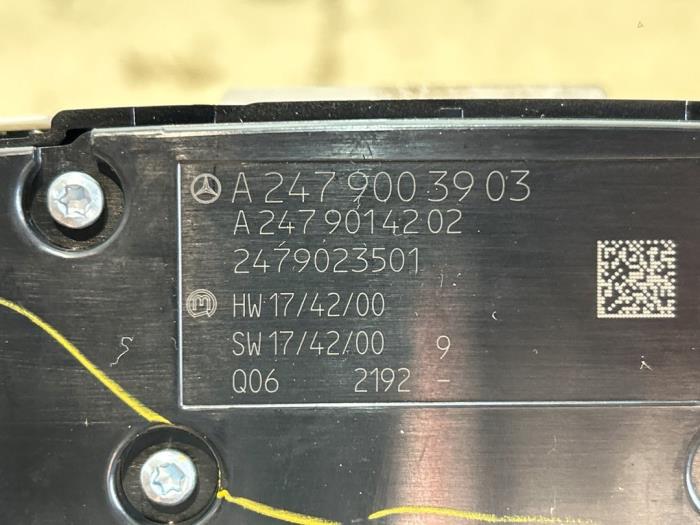 A 247 900 39 03
A 247 901 42 02
2479023501
HW 17/42/00
SW 17/42/00 9
Q06 2192 -
5